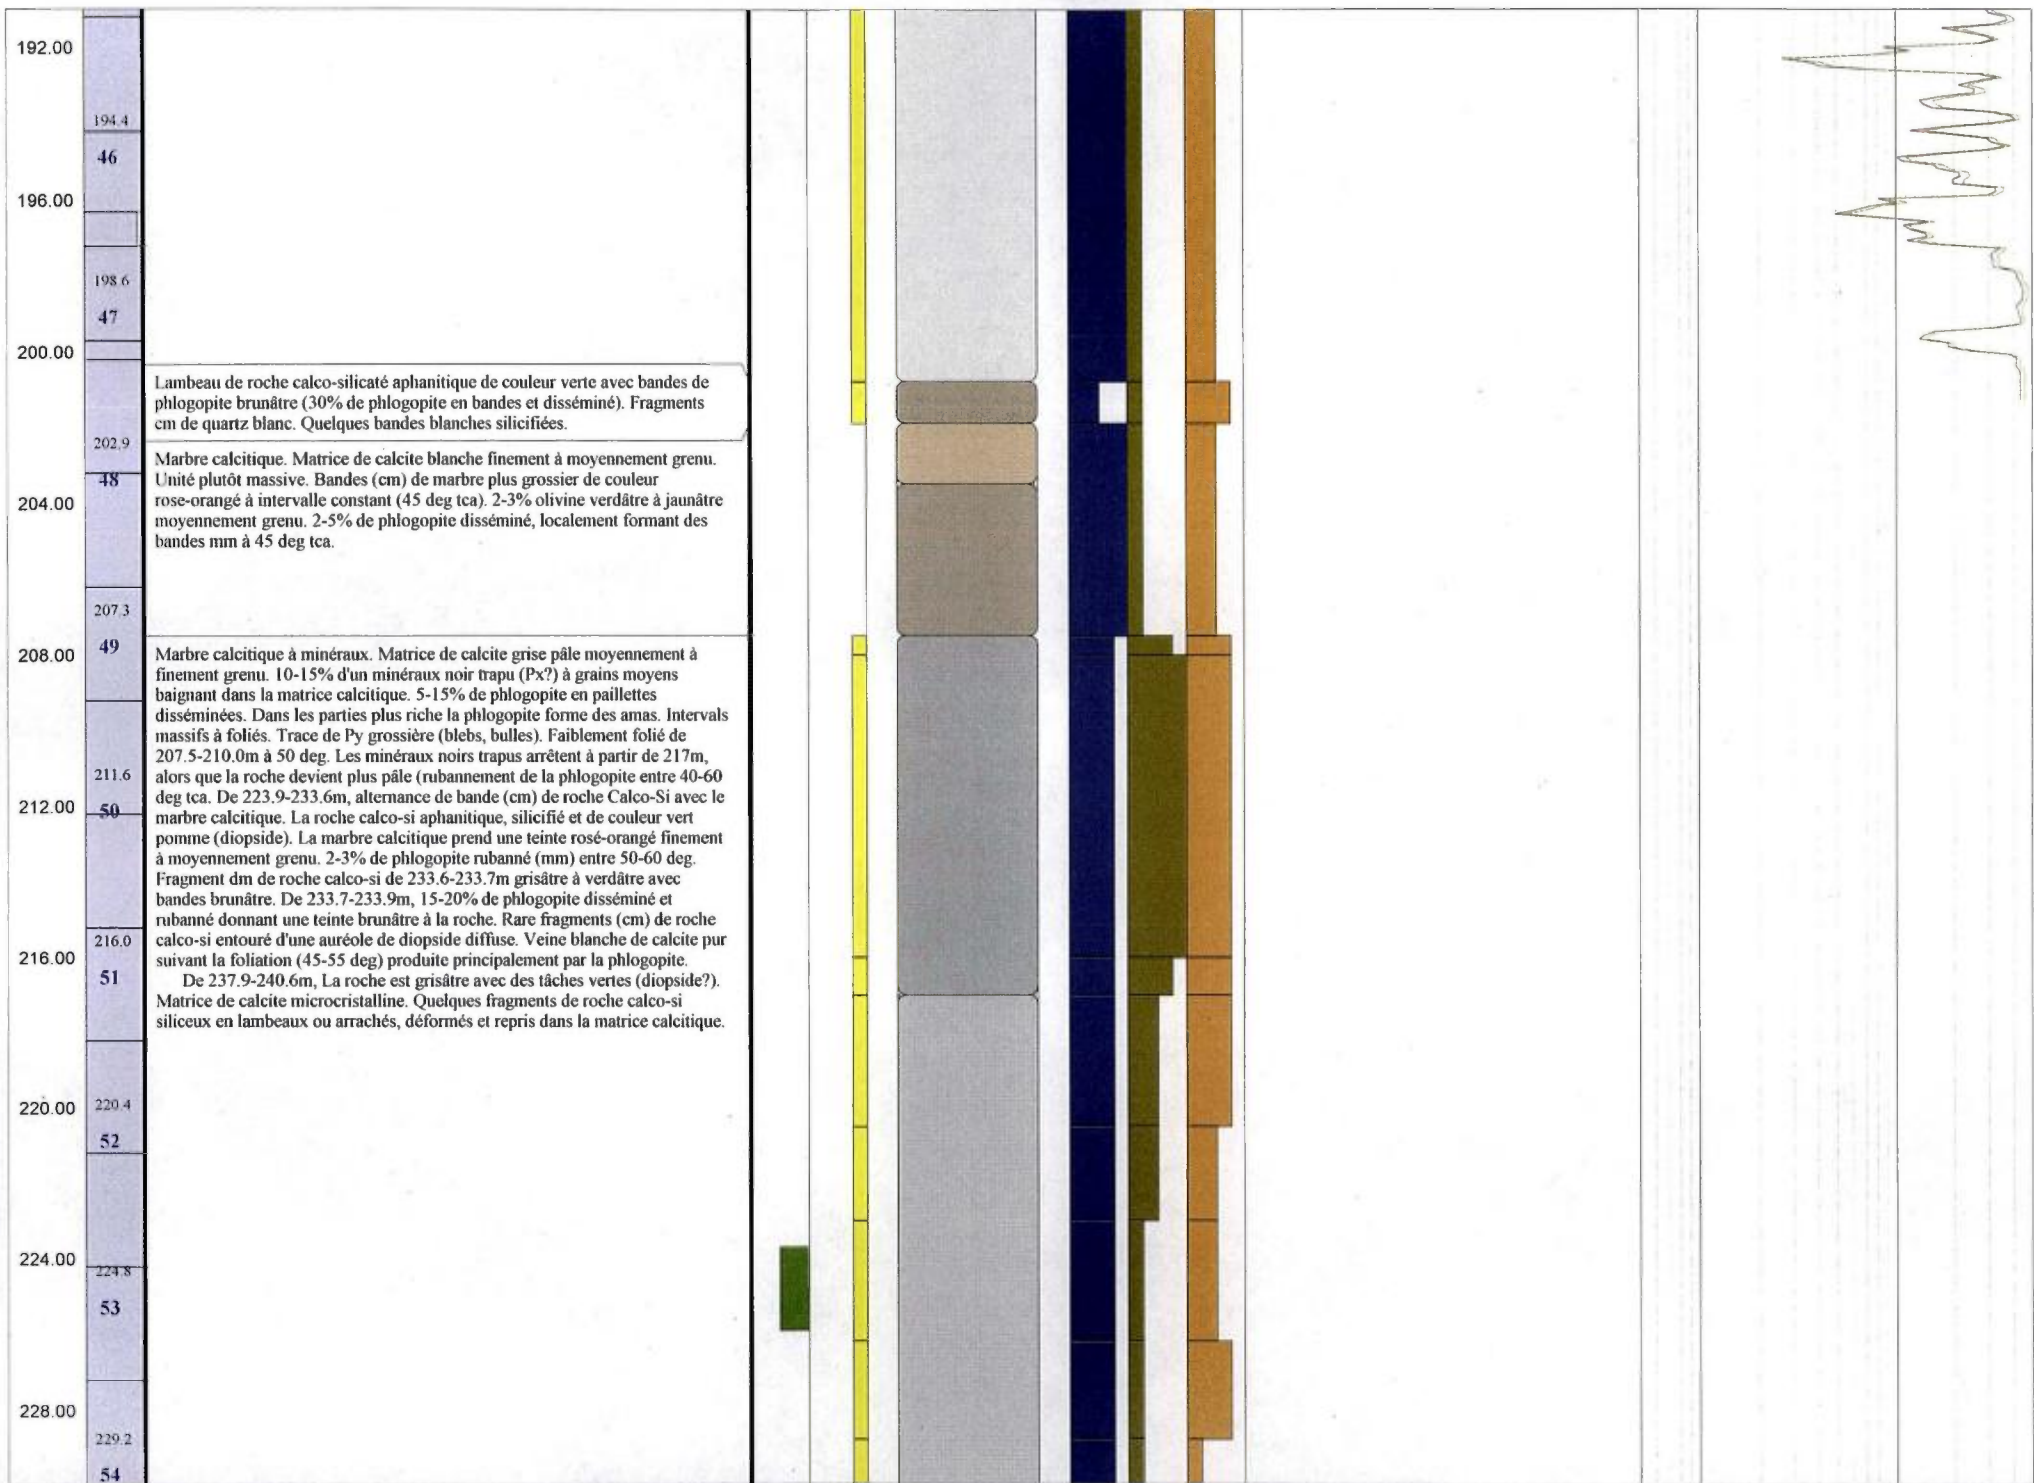 192.00
194.4
46
196.00
198.6
47
200.00
Lambeau de roche calco-silicaté aphanitique de couleur verte avec bandes de
phlogopite brunâtre (30% de phlogopite en bandes et disséminé). Fragments
cm de quartz blanc. Quelques bandes blanches silicifiées.
202.9
48
204.00
Marbre calcitique. Matrice de calcite blanche finement à moyennement grenu.
Unité plutôt massive. Bandes (cm) de marbre plus grossier de couleur
rose-orangé à intervalle constant (45 deg tca). 2-3% olivine verdâtre à jaunâtre
moyennement grenu. 2-5% de phlogopite disséminé, localement formant des
bandes mm à 45 deg tca.
207.3
49
208.00
Marbre calcitique à minéraux. Matrice de calcite grise pâle moyennement à
finement grenu. 10-15% d'un minéraux noir trapu (Px?) à grains moyens
baignant dans la matrice calcitique. 5-15% de phlogopite en paillettes
disséminées. Dans les parties plus riche la phlogopite forme des amas. Intervals
massifs à foliés. Trace de Py grossière (blebs, bulles). Faiblement folié de
207.5-210.0m à 50 deg. Les minéraux noirs trapus arrêtent à partir de 217m,
alors que la roche devient plus pâle (rubannement de la phlogopite entre 40-60
deg tca. De 223.9-233.6m, alternance de bande (cm) de roche Calco-Si avec le
marbre calcitique. La roche calco-si aphanitique, silicifié et de couleur vert
pomme (diopside). La marbre calcitique prend une teinte rosé-orangé finement
à moyennement grenu. 2-3% de phlogopite rubanné (mm) entre 50-60 deg.
Fragment dm de roche calco-si de 233.6-233.7m grisâtre à verdâtre avec
bandes brunâtre. De 233.7-233.9m, 15-20% de phlogopite disséminé et
rubanné donnant une teinte brunâtre à la roche. Rare fragments (cm) de roche
calco-si entouré d'une auréole de diopside diffuse. Veine blanche de calcite pur
suivant la foliation (45-55 deg) produite principalement par la phlogopite.
De 237.9-240.6m, La roche est grisâtre avec des tâches vertes (diopside?).
Matrice de calcite microcristalline. Quelques fragments de roche calco-si
siliceux en lambeaux ou arrachés, déformés et repris dans la matrice calcitique.
211.6
212.00
50
216.0
216.00
51
220.00
220.4
52
224.00
224.8
53
228.00
229.2
54